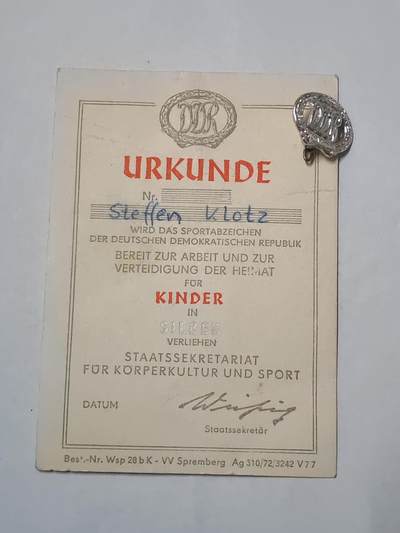 DDR
DDR
URKUNDE
Nr.
Steffen Klotz
WIRD DAS SPORTABZEICHEN
DER DEUTSCHEN DEMOKRATISCHEN REPUBLIK
BEREIT ZUR ARBEIT UND ZUR
VERTEIDIGUNG DER HEIMAT
FÜR
KINDER
IN
SILBER
VERLIEHEN
STAATSSEKRETARIAT
FÜR KÖRPERKULTUR UND SPORT
DATUM
Staatssekretär
Best.-Nr. Wsp 28 b K - VV Spremberg Ag 310/72/3242 V 7 7